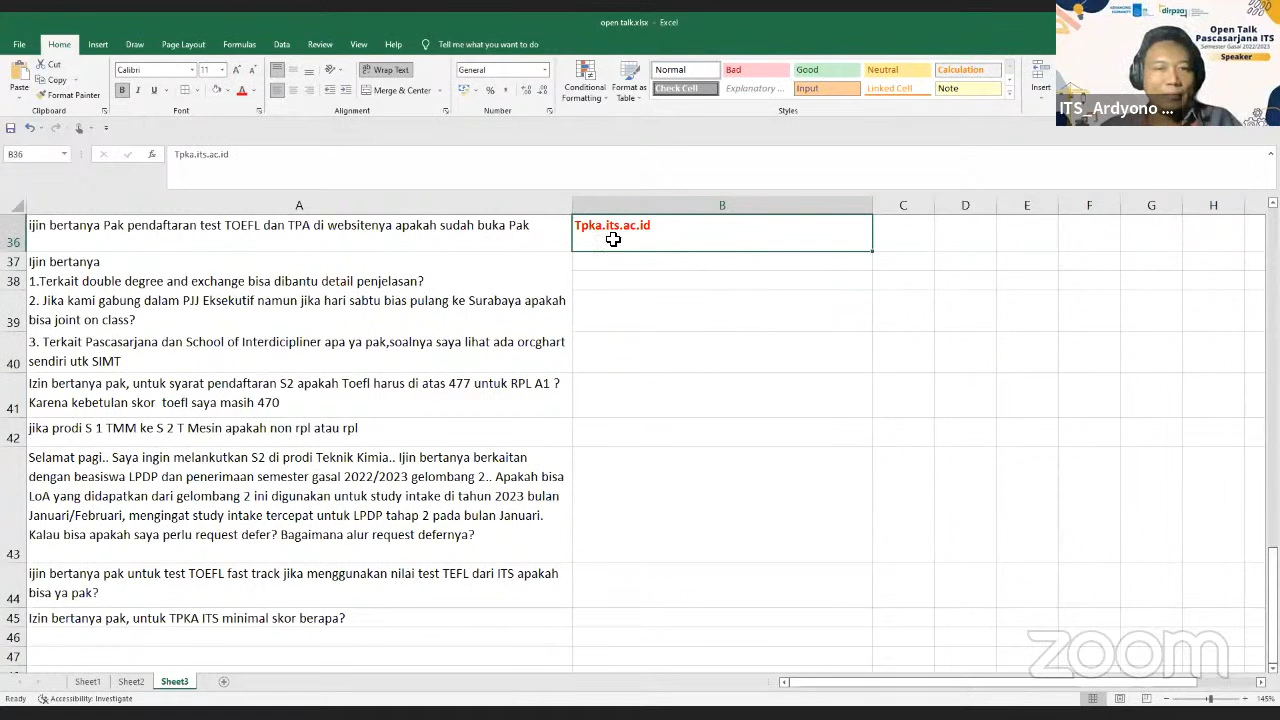 open talk.xlsx - Excel
File Home Insert Draw Page Layout Formulas Data Review View Help Tell me what you want to do
Paste
Cut
Copy
Format Painter
Clipboard
Calibri 11
B I U
Font
Wrap Text
Merge & Center
Alignment
General
Number
Conditional Formatting
Format as Table
Normal Bad Good Neutral Calculation
Check Cell Explanatory ... Input Linked Cell Note
Styles
Insert
ADVANCING HUMANITY
dirpas
Open Talk
Pascasarjana ITS
Semester Gasal 2022/2023
Speaker
ITS_Ardyono ...
B36
fx
Tpka.its.ac.id
A B C D E F G H
36 ijin bertanya Pak pendaftaran test TOEFL dan TPA di websitenya apakah sudah buka Pak
Tpka.its.ac.id
37 Ijin bertanya
38 1.Terkait double degree and exchange bisa dibantu detail penjelasan?
2. Jika kami gabung dalam PJJ Eksekutif namun jika hari sabtu bias pulang ke Surabaya apakah
39 bisa joint on class?
3. Terkait Pascasarjana dan School of Interdicipliner apa ya pak,soalnya saya lihat ada orcghart
40 sendiri utk SIMT
Izin bertanya pak, untuk syarat pendaftaran S2 apakah Toefl harus di atas 477 untuk RPL A1 ?
41 Karena kebetulan skor toefl saya masih 470
42 jika prodi S 1 TMM ke S 2 T Mesin apakah non rpl atau rpl
Selamat pagi.. Saya ingin melankutkan S2 di prodi Teknik Kimia.. Ijin bertanya berkaitan
dengan beasiswa LPDP dan penerimaan semester gasal 2022/2023 gelombang 2.. Apakah bisa
LoA yang didapatkan dari gelombang 2 ini digunakan untuk study intake di tahun 2023 bulan
Januari/Februari, mengingat study intake tercepat untuk LPDP tahap 2 pada bulan Januari.
43 Kalau bisa apakah saya perlu request defer? Bagaimana alur request defernya?
ijin bertanya pak untuk test TOEFL fast track jika menggunakan nilai test TEFL dari ITS apakah
44 bisa ya pak?
45 Izin bertanya pak, untuk TPKA ITS minimal skor berapa?
46
47
zoom
Sheet1 Sheet2 Sheet3
Ready Accessibility: Investigate
145%